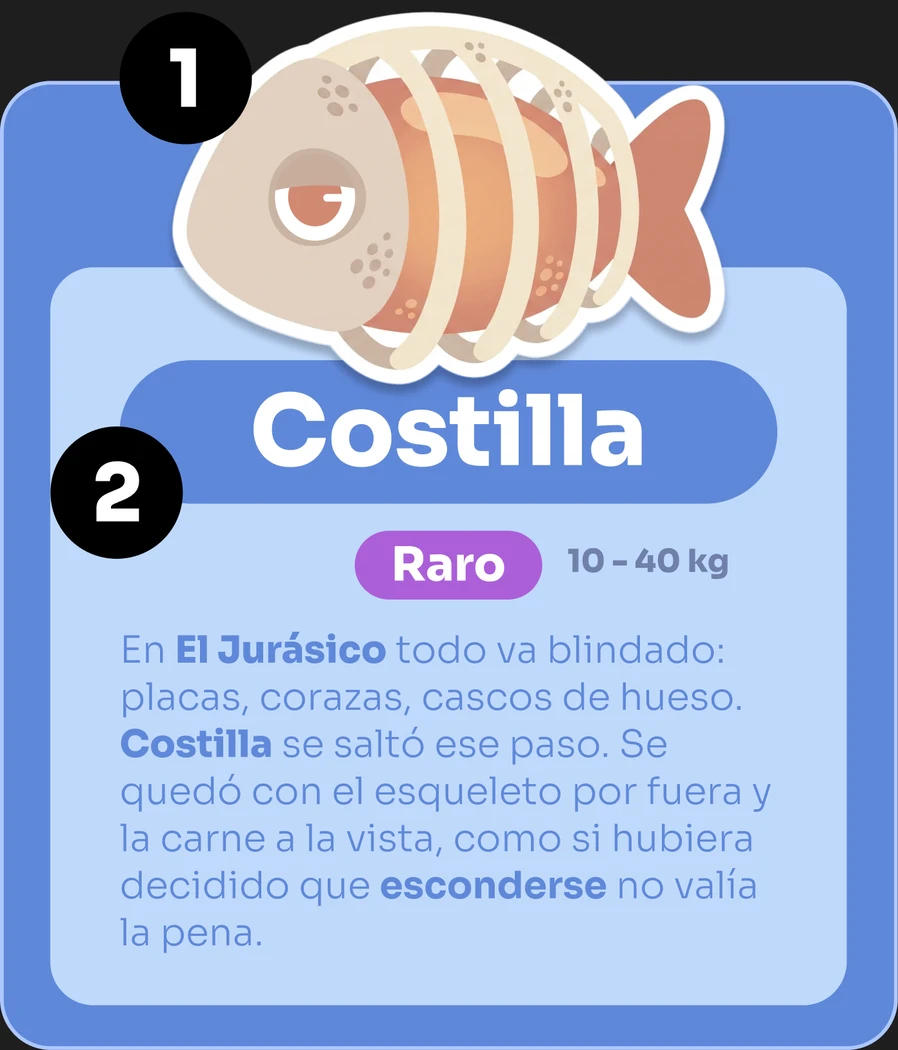 1
Costilla
2
Raro
10 - 40 kg
En El Jurásico todo va blindado:
placas, corazas, cascos de hueso.
Costilla se saltó ese paso. Se
quedó con el esqueleto por fuera y
la carne a la vista, como si hubiera
decidido que esconderse no valía
la pena.